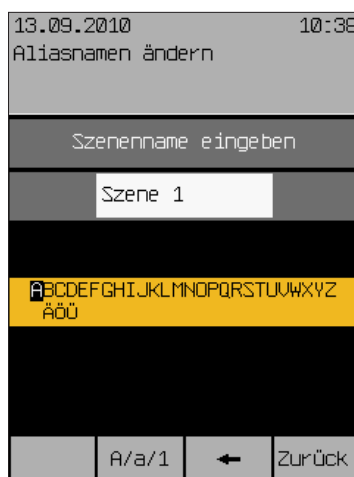 13.09.2010 10:38
Aliasnamen ändern
Szenenname eingeben
Szene 1
ABCDEFGHIJKLMNOPQRSTUVWXYZ
ÄÖÜ
A/a/1 ← Zurück